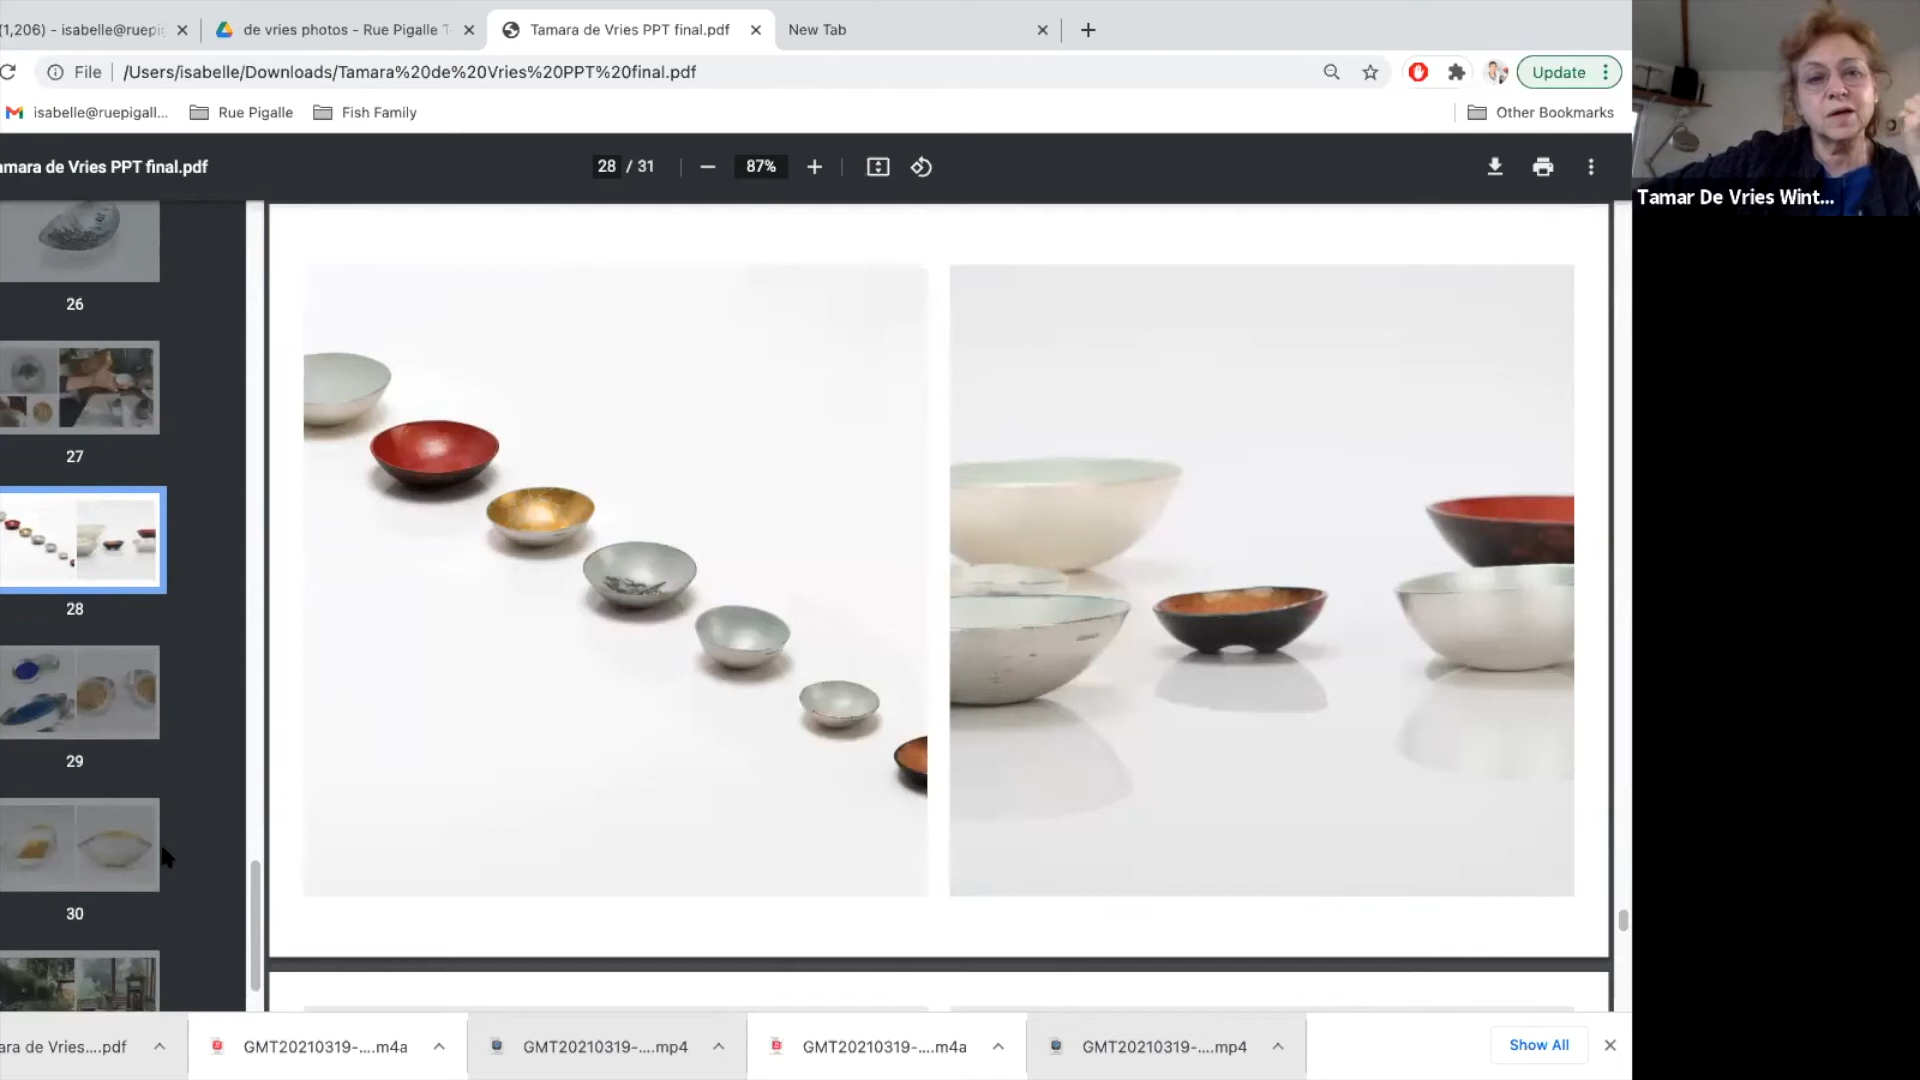 (1,206) - isabelle@ruepi
de vries photos - Rue Pigalle T
Tamara de Vries PPT final.pdf
New Tab
File
/Users/isabelle/Downloads/Tamara%20de%20Vries%20PPT%20final.pdf
Update
isabelle@ruepigall...
Rue Pigalle
Fish Family
Other Bookmarks
amara de Vries PPT final.pdf
28 / 31
87%
Tamar De Vries Wint...
26
27
28
29
30
ara de Vries....pdf
GMT20210319-....m4a
GMT20210319-....mp4
GMT20210319-....m4a
GMT20210319-....mp4
Show All